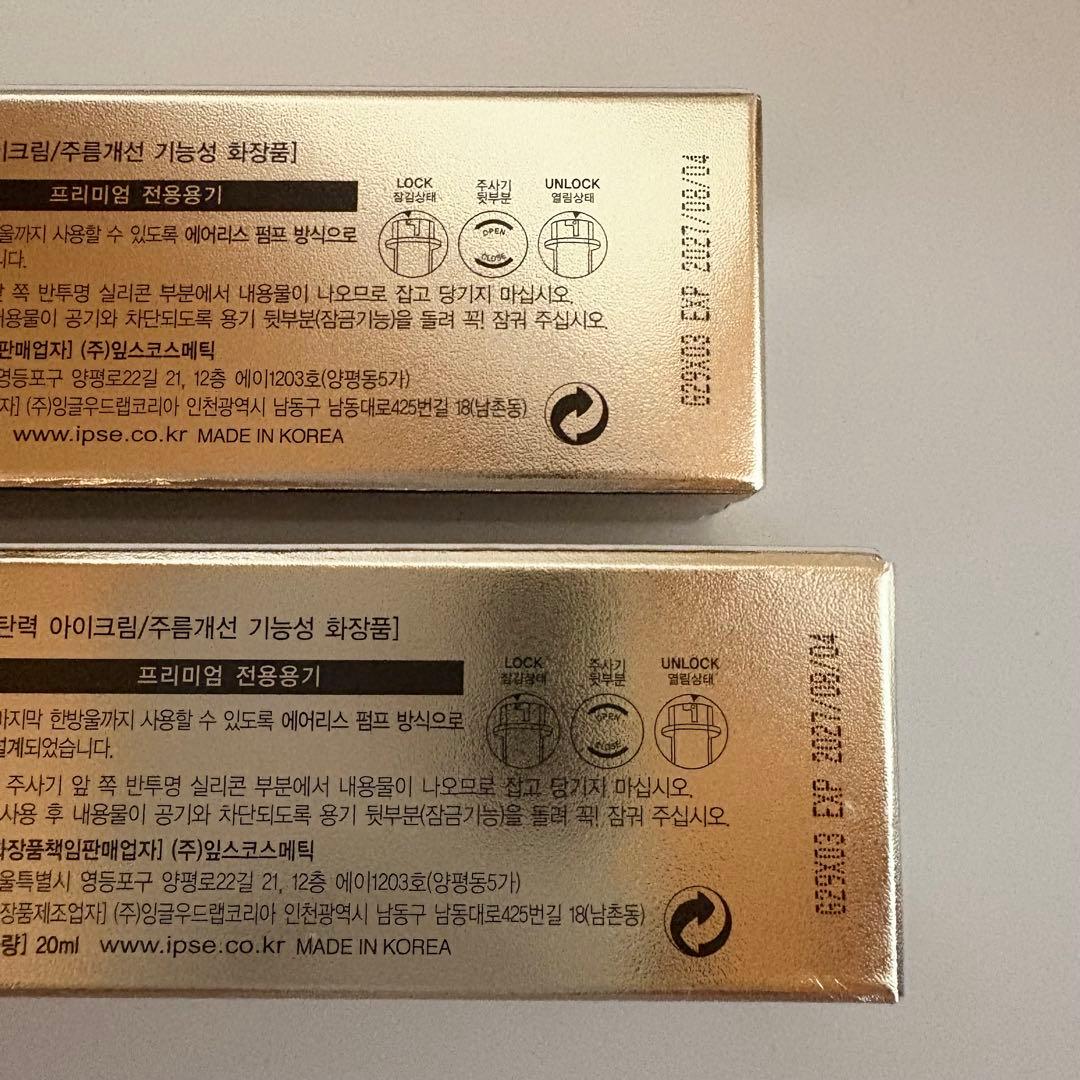 이크림/주름개선 기능성 화장품]
프리미엄 전용용기
울까지 사용할 수 있도록 에어리스 펌프 방식으로
니다.
LOCK
잠김상태
주사기
뒷부분
UNLOCK
열림상태
OPEN
CLOSE
앞 쪽 반투명 실리콘 부분에서 내용물이 나오므로 잡고 당기지 마십시오.
내용물이 공기와 차단되도록 용기 뒷부분(잠금기능)을 돌려 꼭! 잠궈 주십시오.
판매업자] (주)잎스코스메틱
영등포구 양평로22길 21, 12층 에이1203호(양평동5가)
자] (주)잉글우드랩코리아 인천광역시 남동구 남동대로425번길 18(남촌동)
www.ipse.co.kr MADE IN KOREA
G29X03 EXP 2027/08/04
탄력 아이크림/주름개선 기능성 화장품]
프리미엄 전용용기
마지막 한방울까지 사용할 수 있도록 에어리스 펌프 방식으로
설계되었습니다.
LOCK
잠김상태
주사기
뒷부분
UNLOCK
열림상태
OPEN
CLOSE
주사기 앞 쪽 반투명 실리콘 부분에서 내용물이 나오므로 잡고 당기지 마십시오.
사용 후 내용물이 공기와 차단되도록 용기 뒷부분(잠금기능)을 돌려 꼭! 잠궈 주십시오.
화장품책임판매업자] (주)잎스코스메틱
울특별시 영등포구 양평로22길 21, 12층 에이1203호(양평동5가)
장품제조업자] (주)잉글우드랩코리아 인천광역시 남동구 남동대로425번길 18(남촌동)
량] 20ml www.ipse.co.kr MADE IN KOREA
G29X03 EXP 2027/08/04